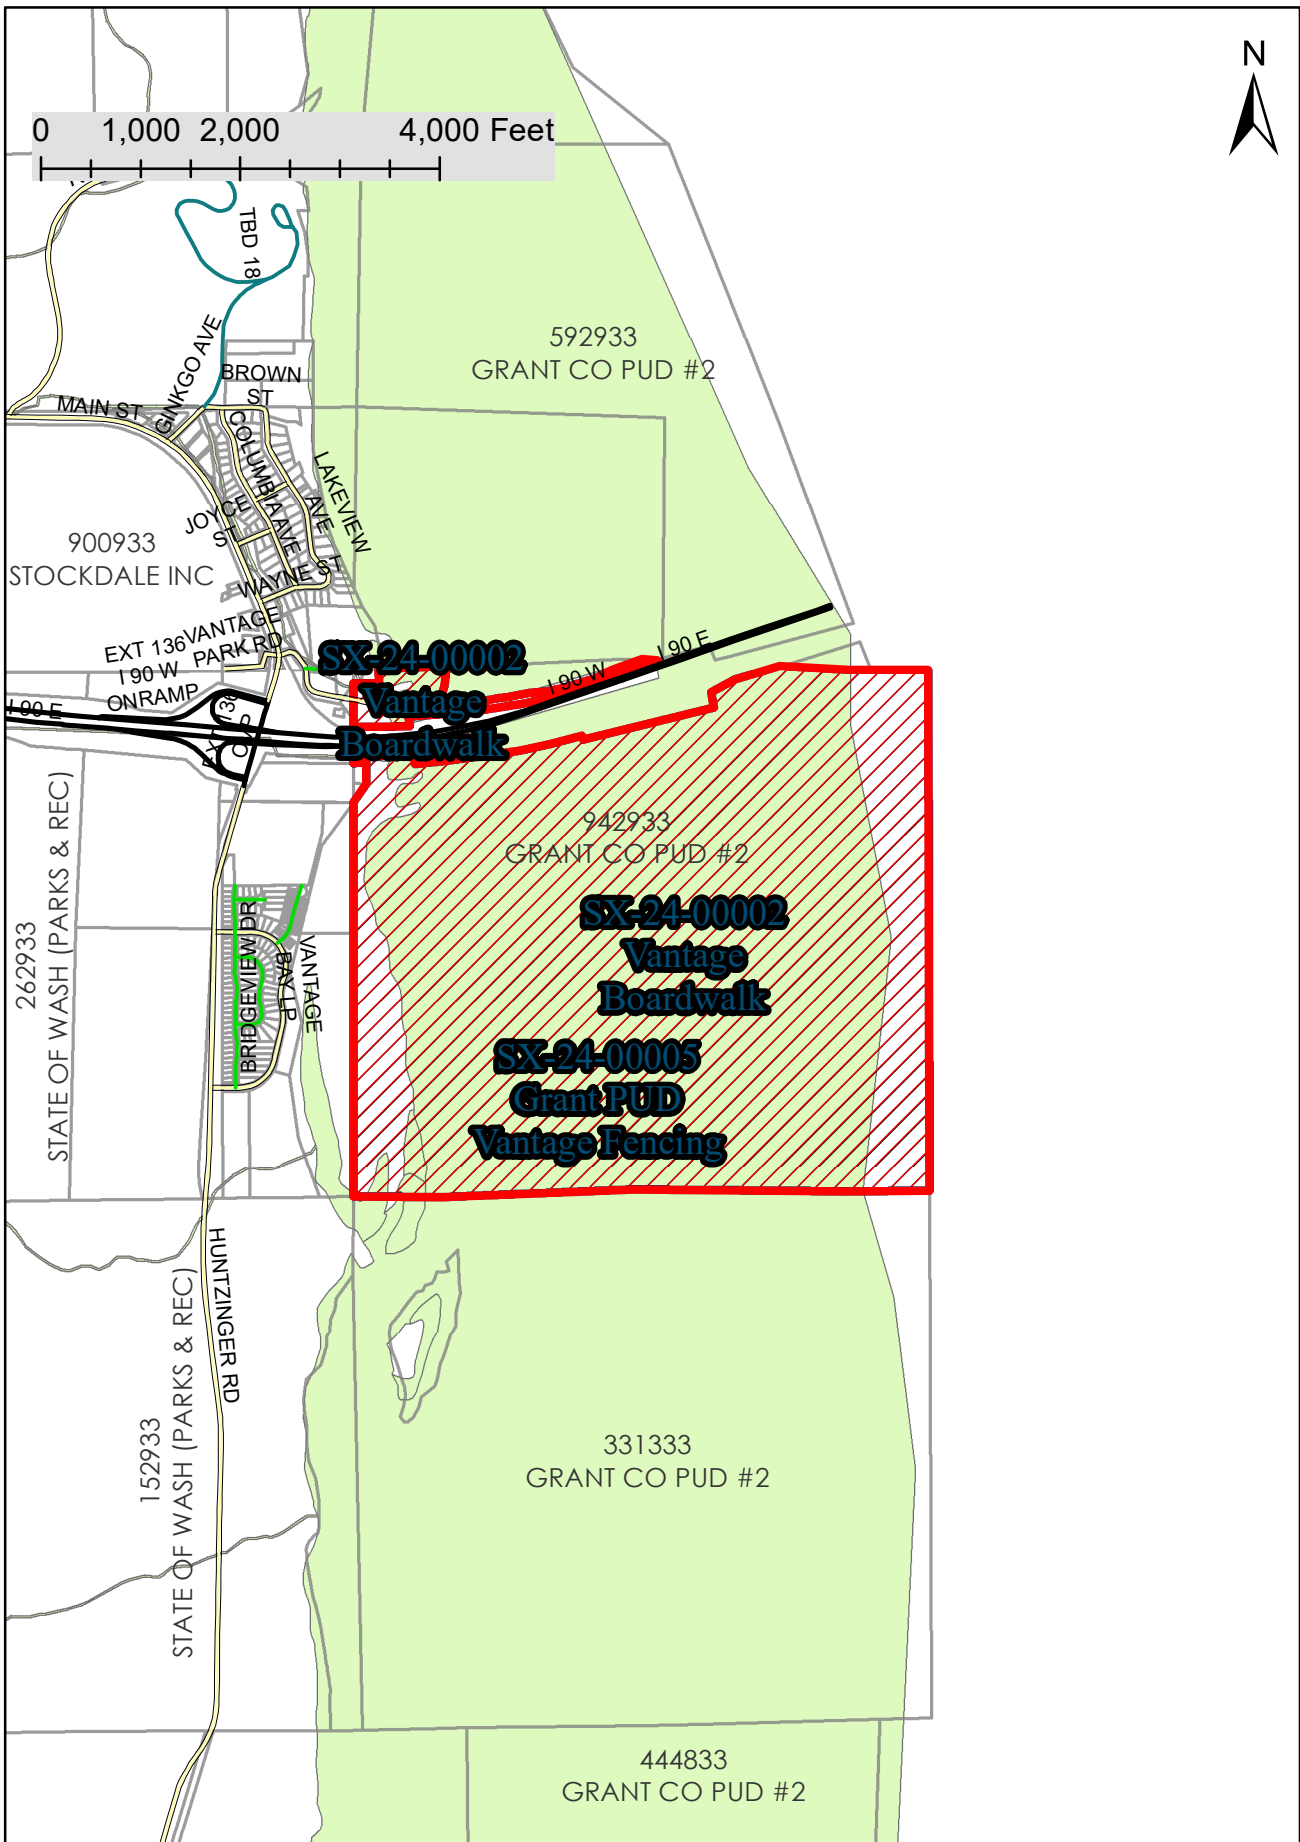 N
0 1,000 2,000 4,000 Feet
TBD 18
592933
GRANT CO PUD #2
GINKGO AVE
BROWN
ST
MAIN ST
COLUMBIA AVE
LAKEVIEW
AVE
JOYCE
ST
900933
STOCKDALE INC
WAYNE ST
VANTAGE
PARK RD
EXT 136
I 90 W
ONRAMP
SX-24-00002
Vantage
Boardwalk
I 90 E
I 90 W
I 90 E
EXT 136
OVP
942933
GRANT CO PUD #2
262933
STATE OF WASH (PARKS & REC)
SX-24-00002
Vantage
Boardwalk
BRIDGEVIEW DR
VANTAGE
BAY LP
SX-24-00005
Grant PUD
Vantage Fencing
HUNTZINGER RD
152933
STATE OF WASH (PARKS & REC)
331333
GRANT CO PUD #2
444833
GRANT CO PUD #2